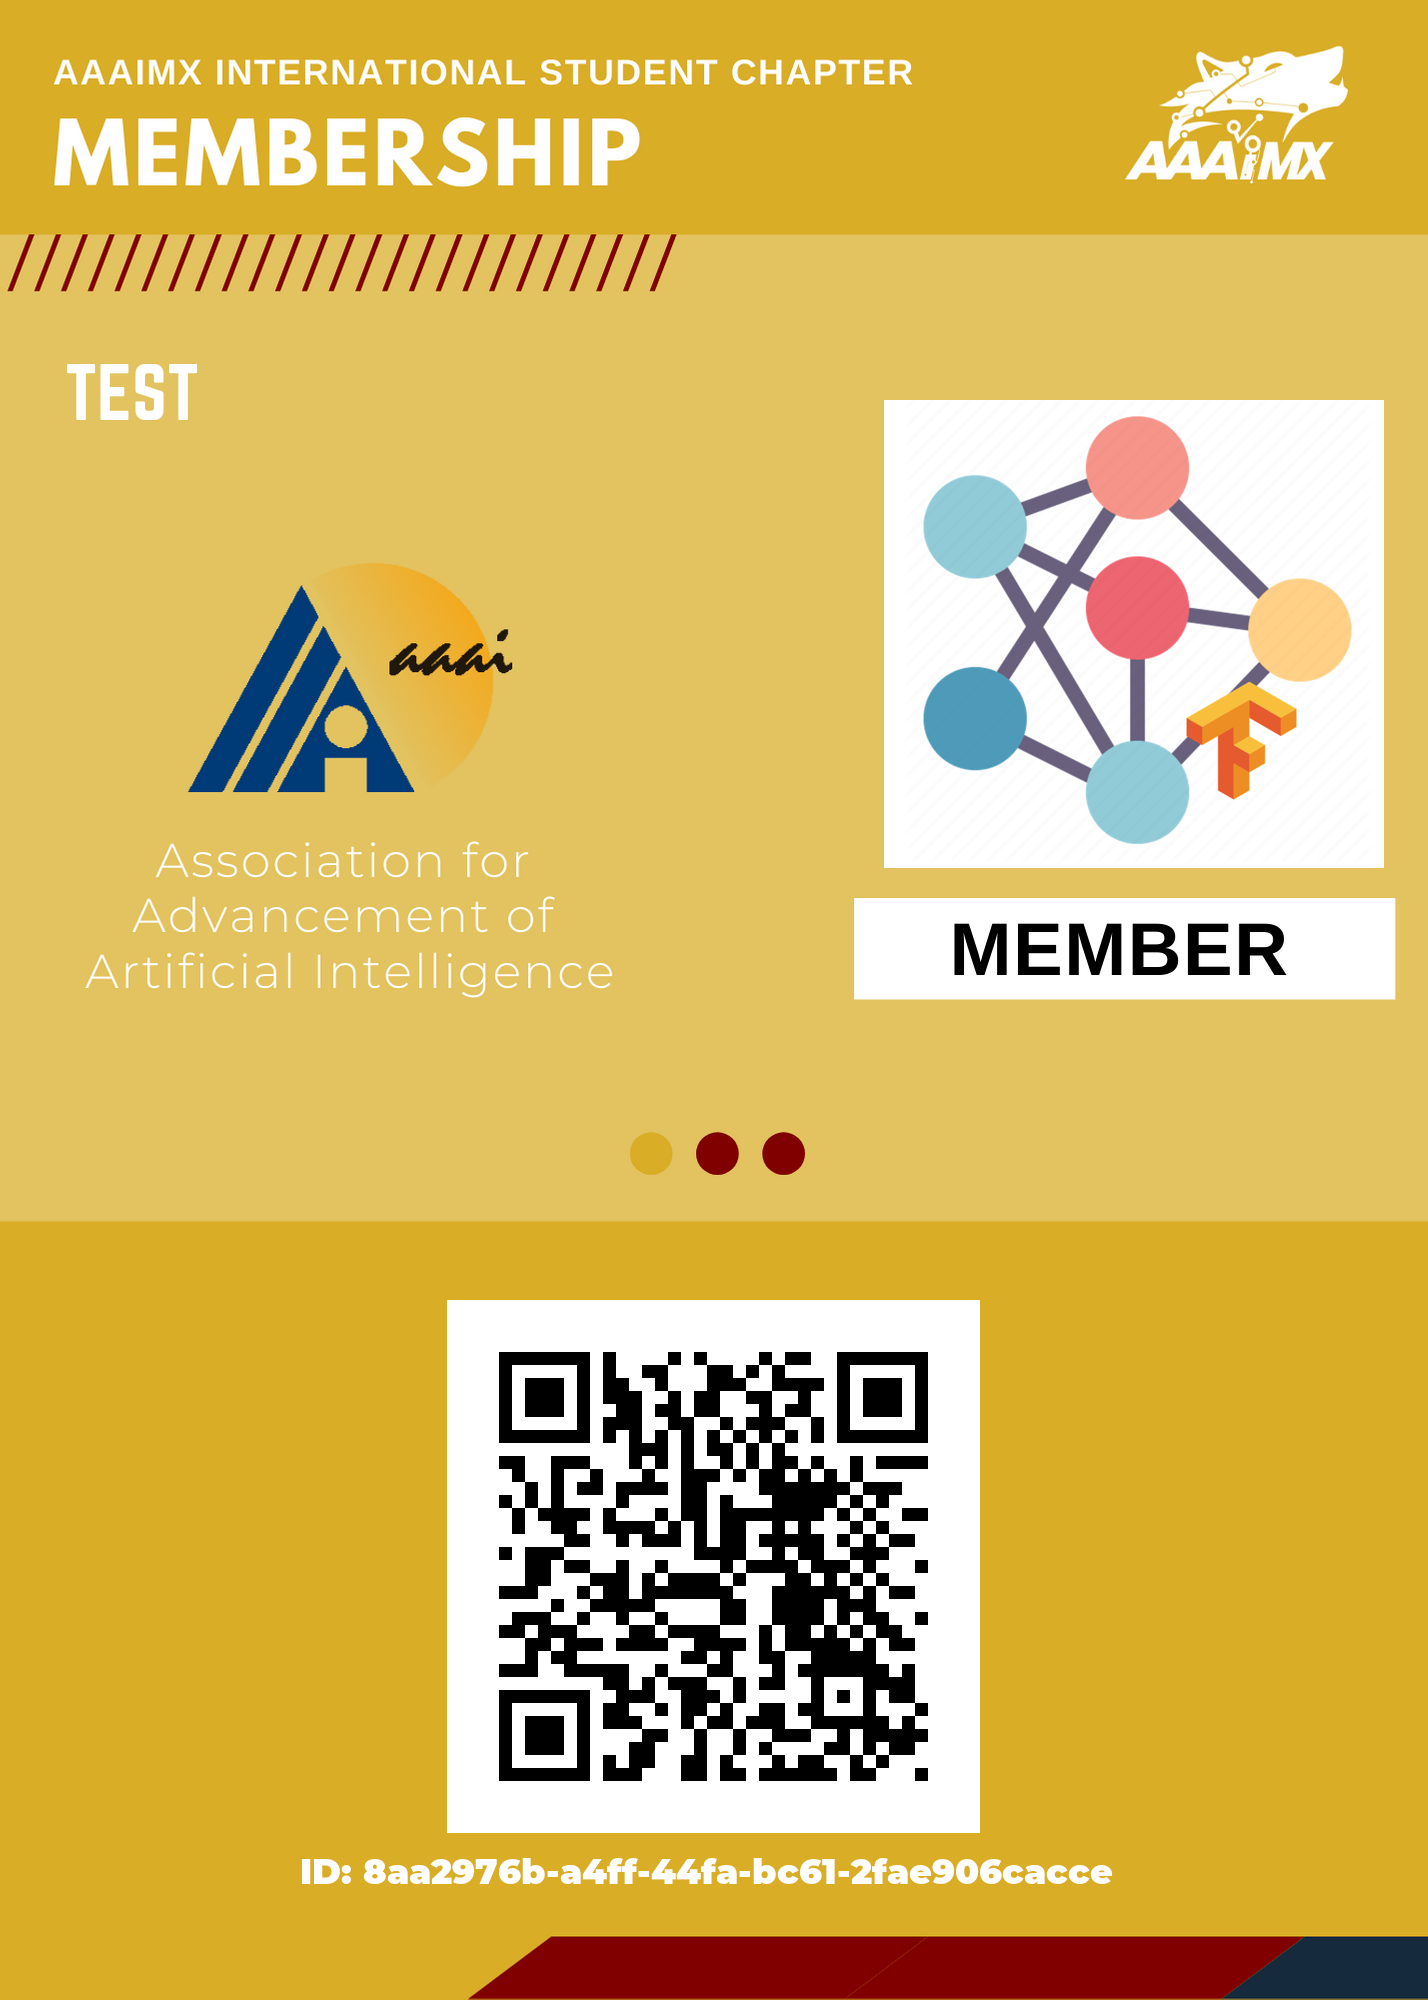 AAAIMX INTERNATIONAL STUDENT CHAPTER
MEMBERSHIP
AAAiMX
TEST
aaai
Association for
Advancement of
Artificial Intelligence
MEMBER
ID: 8aa2976b-a4ff-44fa-bc61-2fae906cacce